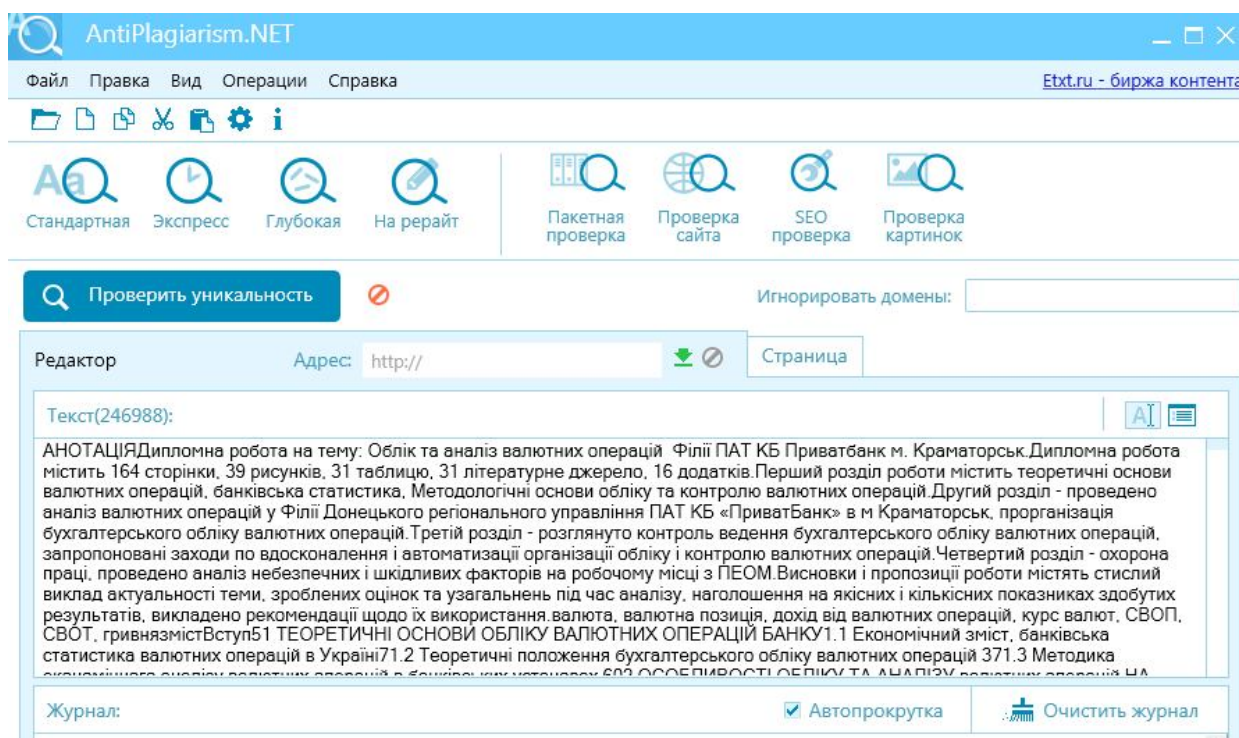 AntiPlagiarism.NET
Файл Правка Вид Операции Справка Etxt.ru - биржа контента
Стандартная Экспресс Глубокая На рерайт Пакетная проверка Проверка сайта SEO проверка Проверка картинок
Проверить уникальность Игнорировать домены:
Редактор Адрес: http:// Страница
Текст(246988):
АНОТАЦІЯДипломна робота на тему: Облік та аналіз валютних операцій Філії ПАТ КБ Приватбанк м. Краматорськ.Дипломна робота
містить 164 сторінки, 39 рисунків, 31 таблицю, 31 літературне джерело, 16 додатків.Перший розділ роботи містить теоретичні основи
валютних операцій, банківська статистика, Методологічні основи обліку та контролю валютних операцій.Другий розділ - проведено
аналіз валютних операцій у Філії Донецького регіонального управління ПАТ КБ «ПриватБанк» в м Краматорськ, прорганізація
бухгалтерського обліку валютних операцій.Третій розділ - розглянуто контроль ведення бухгалтерського обліку валютних операцій,
запропоновані заходи по вдосконалення і автоматизації організації обліку і контролю валютних операцій.Четвертий розділ - охорона
праці, проведено аналіз небезпечних і шкідливих факторів на робочому місці з ПЕОМ.Висновки і пропозиції роботи містять стислий
виклад актуальності теми, зроблених оцінок та узагальнень під час аналізу, наголошення на якісних і кількісних показниках здобутих
результатів, викладено рекомендації щодо їх використання.валюта, валютна позиція, дохід від валютних операцій, курс валют, СВОП,
СВОТ, гривнязмістВступ51 ТЕОРЕТИЧНІ ОСНОВИ ОБЛІКУ ВАЛЮТНИХ ОПЕРАЦІЙ БАНКУ1.1 Економічний зміст, банківська
статистика валютних операцій в Україні71.2 Теоретичні положення бухгалтерського обліку валютних операцій 371.3 Методика
Журнал: Автопрокрутка Очистить журнал